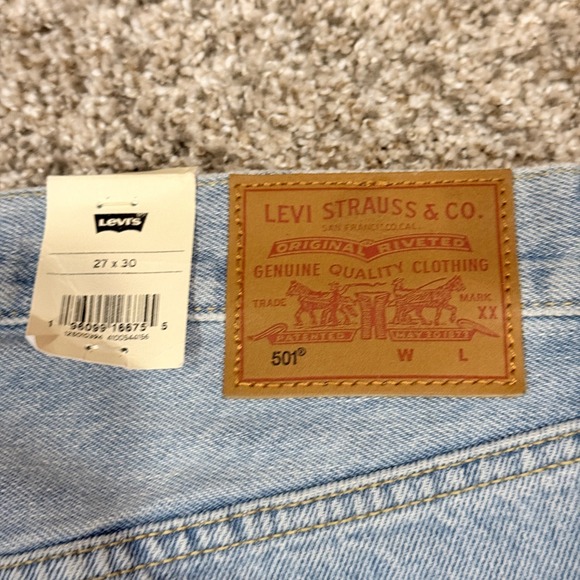 Levi's
27 x 30
1 96099 16675 5
LEVI STRAUSS & CO.
SAN FRANCISCO, CAL.
ORIGINAL RIVETED
GENUINE QUALITY CLOTHING
TRADE MARK
XX
PATENTED MAY 20 1873
501® W L